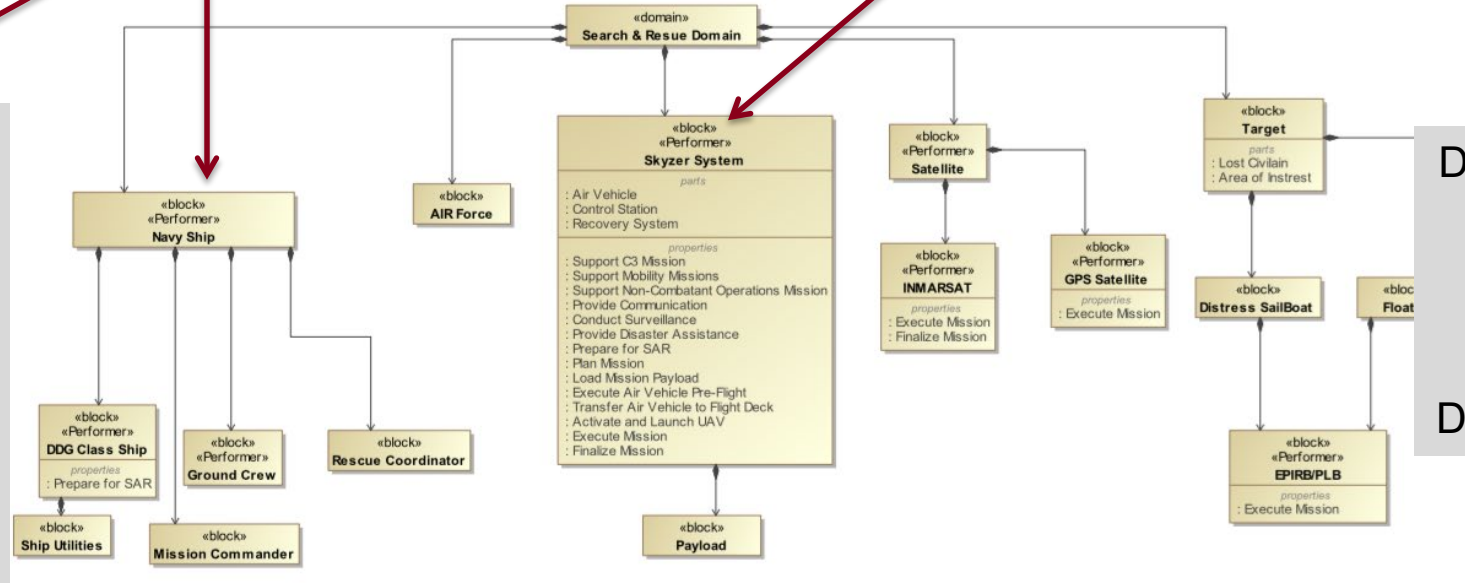 «domain»
Search & Resue Domain
«block»
«Performer»
Navy Ship
«block»
AIR Force
«block»
«Performer»
Skyzer System
parts
: Air Vehicle
: Control Station
: Recovery System
properties
: Support C3 Mission
: Support Mobility Missions
: Support Non-Combatant Operations Mission
: Provide Communication
: Conduct Surveillance
: Provide Disaster Assistance
: Prepare for SAR
: Plan Mission
: Load Mission Payload
: Execute Air Vehicle Pre-Flight
: Transfer Air Vehicle to Flight Deck
: Activate and Launch UAV
: Execute Mission
: Finalize Mission
«block»
«Performer»
Satellite
«block»
Target
parts
: Lost Civilain
: Area of Instrest
«block»
«Performer»
INMARSAT
properties
: Execute Mission
: Finalize Mission
«block»
«Performer»
GPS Satellite
properties
: Execute Mission
«block»
Distress SailBoat
«bloc
Float
D
D
«block»
«Performer»
DDG Class Ship
properties
: Prepare for SAR
«block»
«Performer»
Ground Crew
«block»
Rescue Coordinator
«block»
Ship Utilities
«block»
Mission Commander
«block»
Payload
«block»
«Performer»
EPIRB/PLB
properties
: Execute Mission